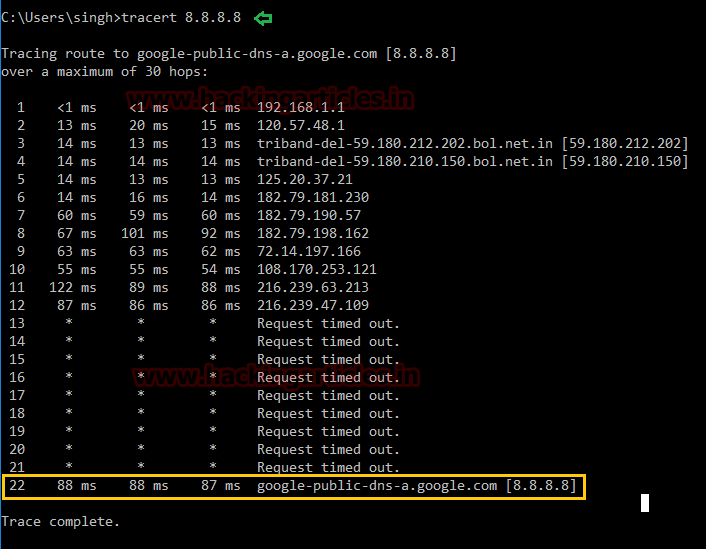 C:\Users\singh>tracert 8.8.8.8
Tracing route to google-public-dns-a.google.com [8.8.8.8]
over a maximum of 30 hops:
www.hackingarticles.in
1 <1 ms <1 ms <1 ms 192.168.1.1
2 13 ms 20 ms 15 ms 120.57.48.1
3 14 ms 13 ms 13 ms triband-del-59.180.212.202.bol.net.in [59.180.212.202]
4 14 ms 14 ms 14 ms triband-del-59.180.210.150.bol.net.in [59.180.210.150]
5 14 ms 13 ms 13 ms 125.20.37.21
6 14 ms 16 ms 14 ms 182.79.181.230
7 60 ms 59 ms 60 ms 182.79.190.57
8 67 ms 101 ms 92 ms 182.79.198.162
9 63 ms 63 ms 62 ms 72.14.197.166
10 55 ms 55 ms 54 ms 108.170.253.121
11 122 ms 89 ms 88 ms 216.239.63.213
12 87 ms 86 ms 86 ms 216.239.47.109
13 * * * Request timed out.
14 * * * Request timed out.
15 * * * Request timed out.
www.hackingarticles.in
16 * * * Request timed out.
17 * * * Request timed out.
18 * * * Request timed out.
19 * * * Request timed out.
20 * * * Request timed out.
21 * * * Request timed out.
22 88 ms 88 ms 87 ms google-public-dns-a.google.com [8.8.8.8]
Trace complete.